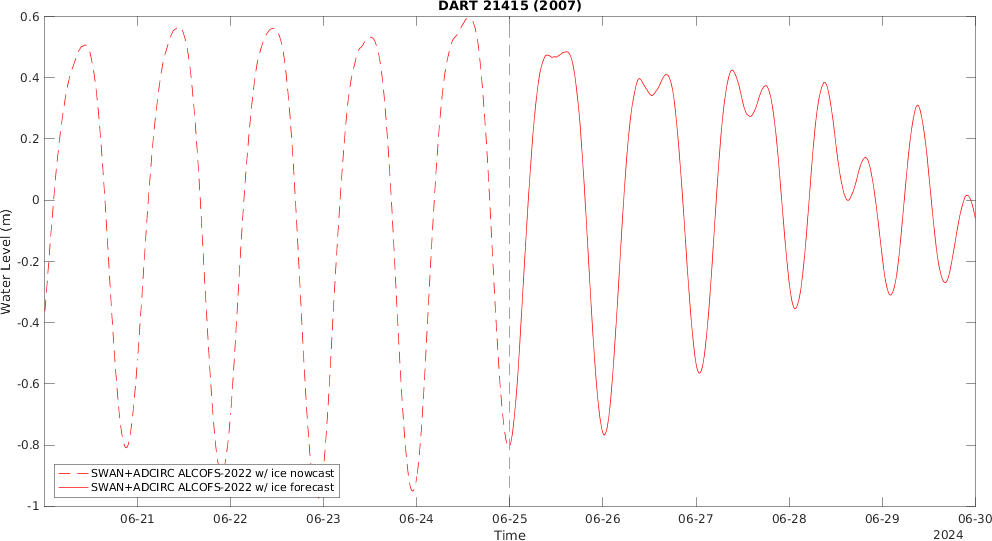 DART 21415 (2007)
0.6
0.4
0.2
0
-0.2
-0.4
-0.6
-0.8
-1
Water Level (m)
SWAN+ADCIRC ALCOFS-2022 w/ ice nowcast
SWAN+ADCIRC ALCOFS-2022 w/ ice forecast
06-21 06-22 06-23 06-24 06-25 06-26 06-27 06-28 06-29 06-30
Time
2024